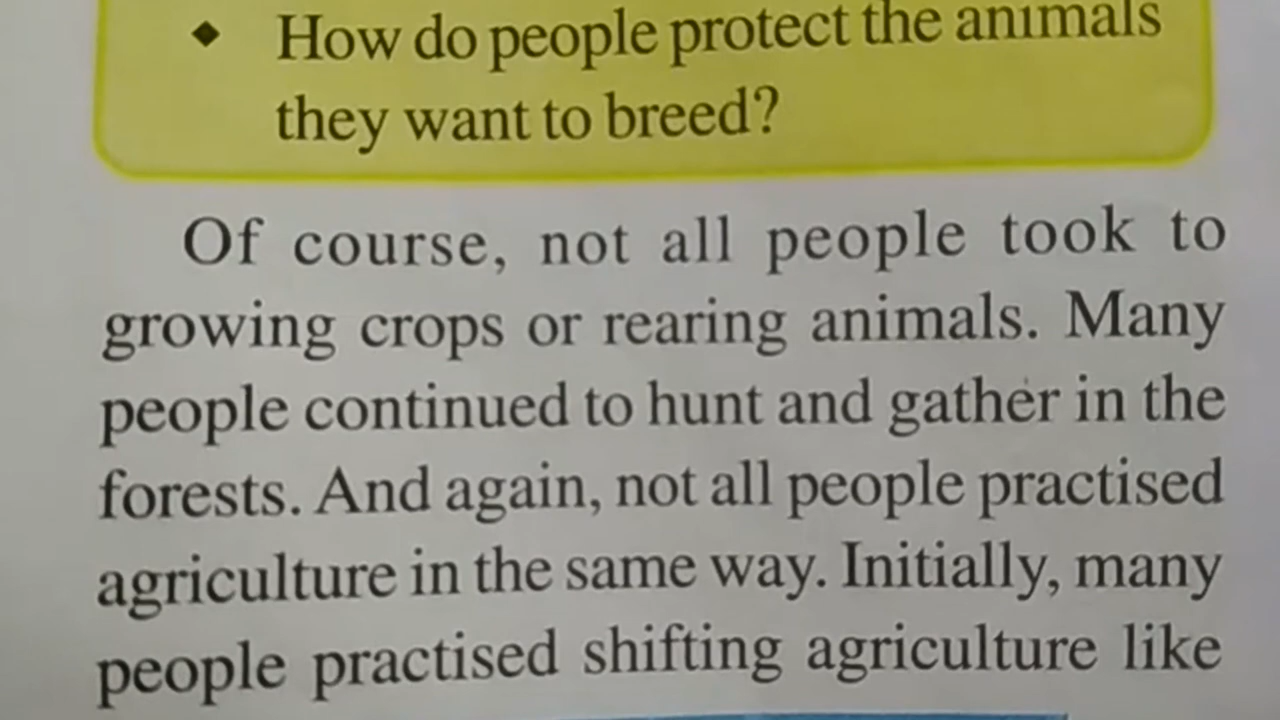 ◆ How do people protect the animals
they want to breed?
Of course, not all people took to
growing crops or rearing animals. Many
people continued to hunt and gather in the
forests. And again, not all people practised
agriculture in the same way. Initially, many
people practised shifting agriculture like